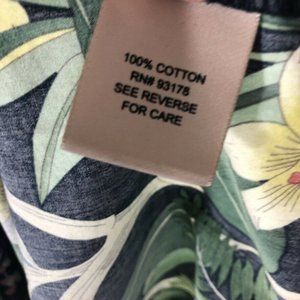 100% COTTON
RN# 93178
SEE REVERSE
FOR CARE